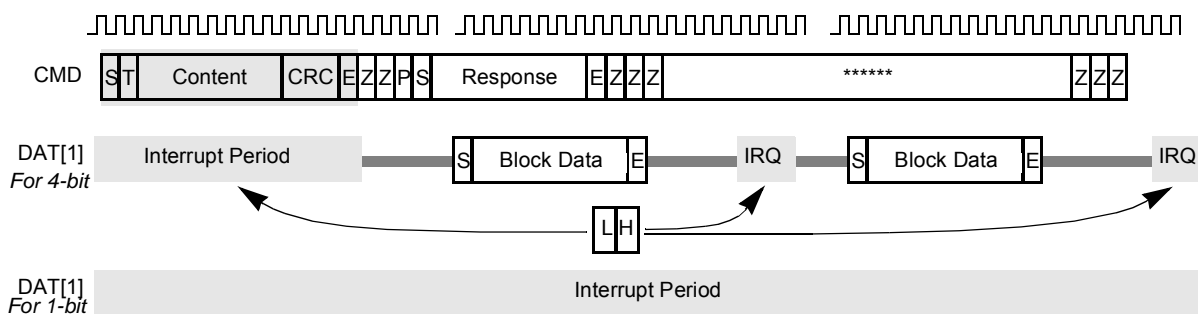 CMD S T Content CRC E Z Z P S Response E Z Z Z ****** Z Z Z
DAT[1] Interrupt Period S Block Data E IRQ S Block Data E IRQ
For 4-bit
L H
DAT[1] Interrupt Period
For 1-bit